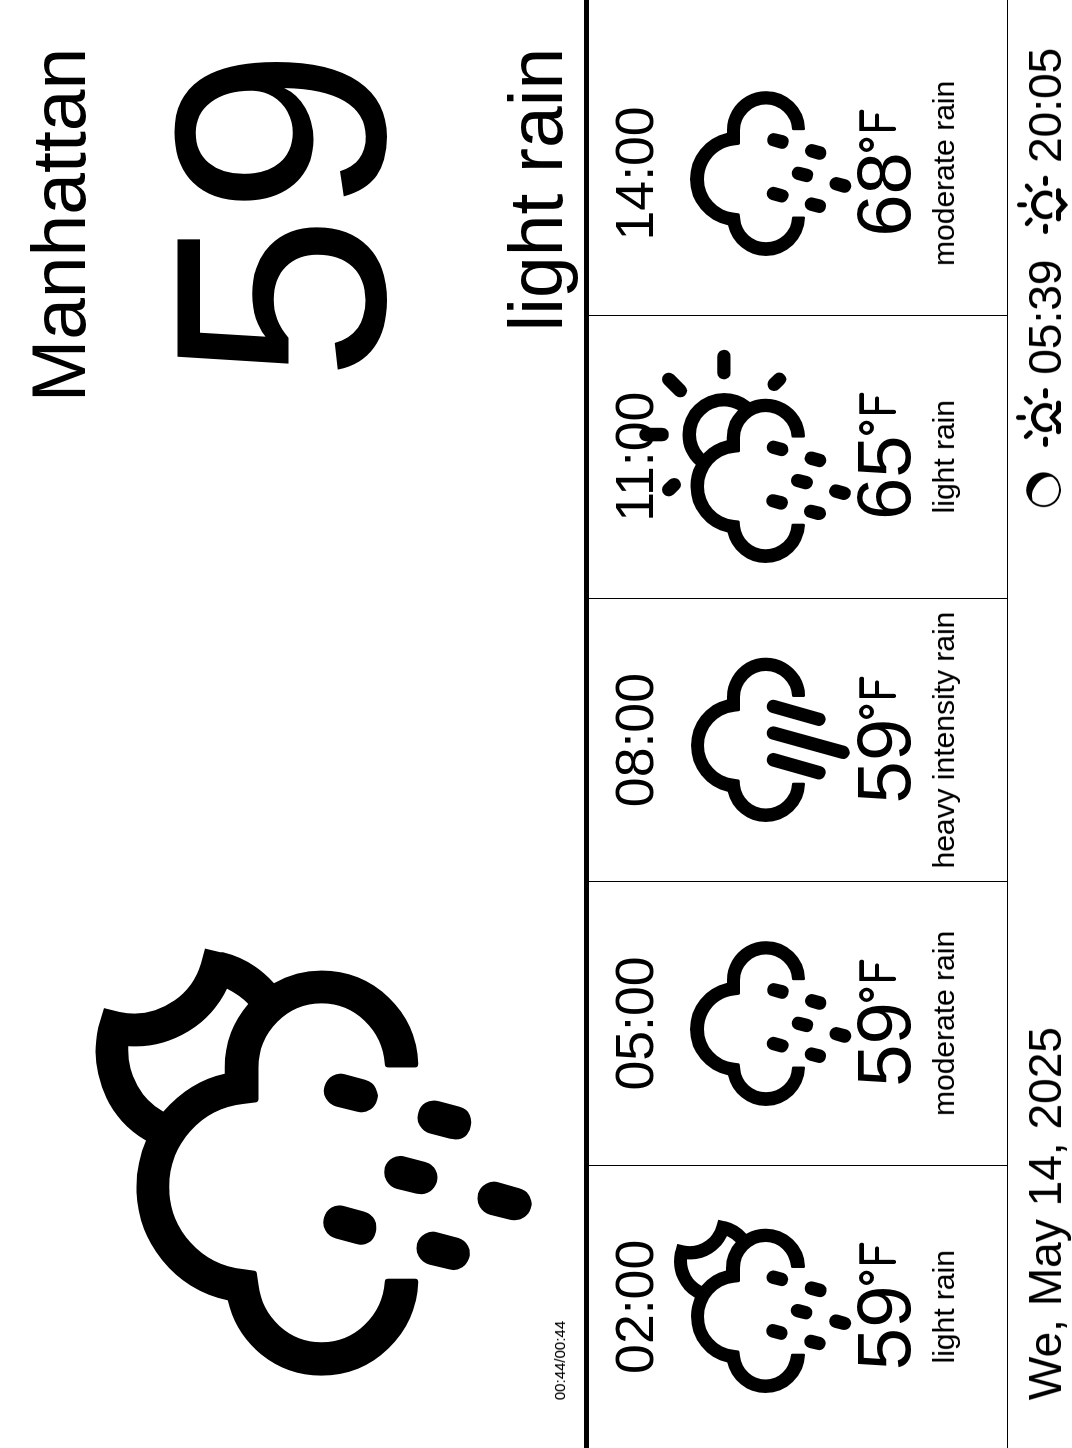 Manhattan
59
light rain
00:44/00:44
02:00
59°F
light rain
05:00
59°F
moderate rain
08:00
59°F
heavy intensity rain
11:00
65°F
light rain
14:00
68°F
moderate rain
We, May 14, 2025
05:39
20:05